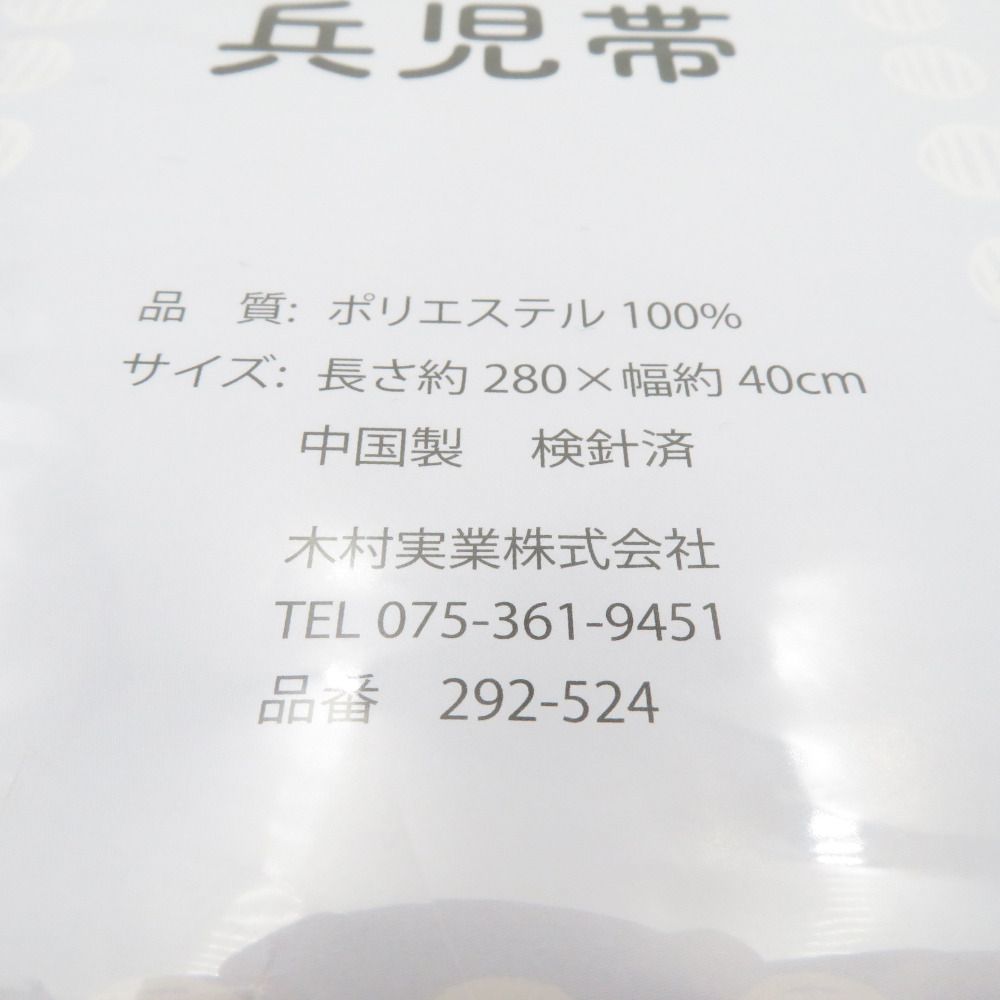 兵児帯
品　質: ポリエステル 100%
サイズ: 長さ約 280×幅約 40cm
中国製　検針済
木村実業株式会社
TEL 075-361-9451
品番　292-524